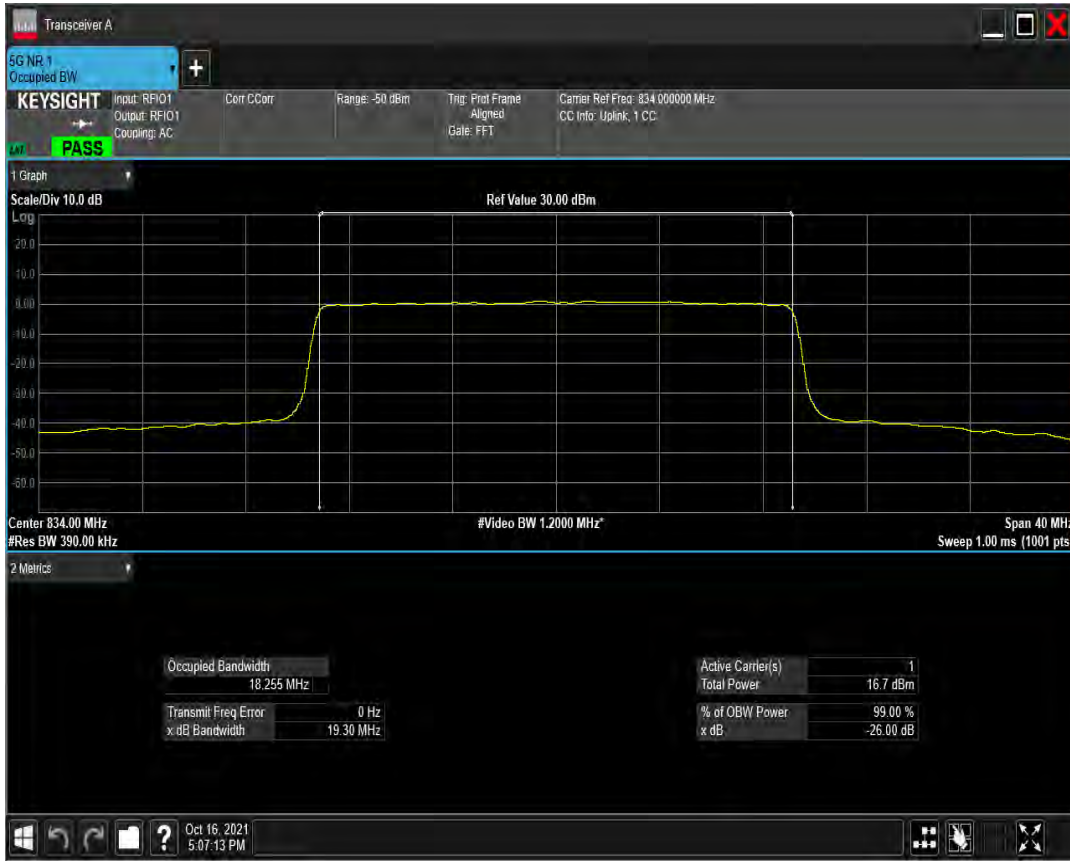 Transceiver A
5G NR 1
Occupied BW
KEYSIGHT
Input: RFIO1
Output: RFIO1
Coupling: AC
Corr CCorr
Range: -50 dBm
Trig: Prot Frame
Aligned
Gate: FFT
Carrier Ref Freq: 834.000000 MHz
CC Info: Uplink, 1 CC
PASS
1 Graph
Scale/Div 10.0 dB
Ref Value 30.00 dBm
Log
20.0
10.0
0.00
-10.0
-20.0
-30.0
-40.0
-50.0
-60.0
Center 834.00 MHz
#Video BW 1.2000 MHz*
Span 40 MHz
#Res BW 390.00 kHz
Sweep 1.00 ms (1001 pts
2 Metrics
Occupied Bandwidth
18.255 MHz
Transmit Freq Error 0 Hz
x dB Bandwidth 19.30 MHz
Active Carrier(s) 1
Total Power 16.7 dBm
% of OBW Power 99.00 %
x dB -26.00 dB
?
Oct 16, 2021
5:07:13 PM